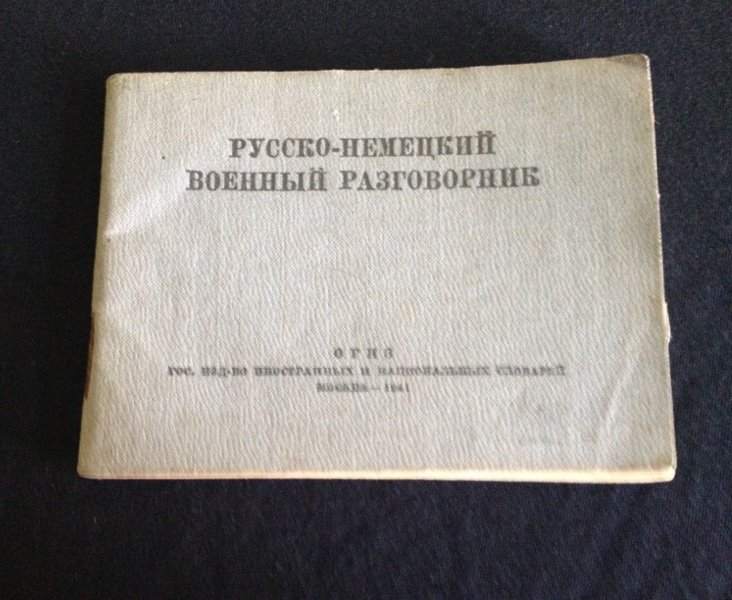 РУССКО-НЕМЕЦКИЙ
ВОЕННЫЙ РАЗГОВОРНИК
ОГИЗ
ГОС. ИЗД-ВО ИНОСТРАННЫХ И НАЦИОНАЛЬНЫХ СЛОВАРЕЙ
МОСКВА — 1941